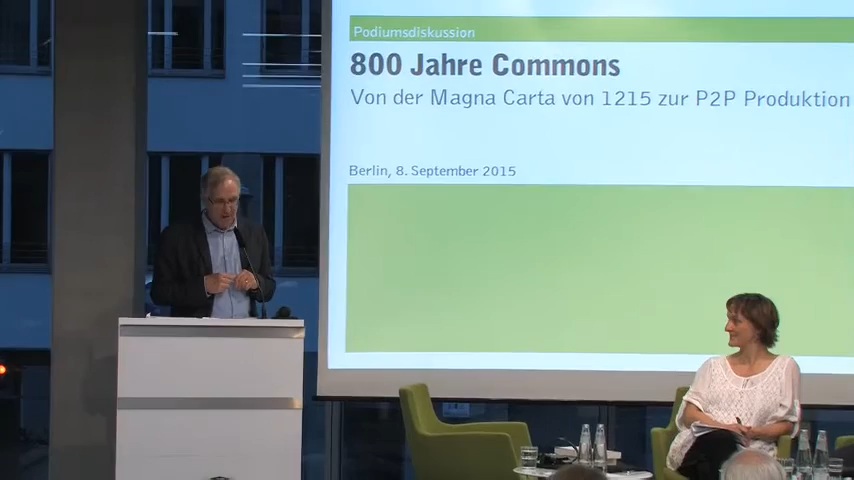 Podiumsdiskussion
800 Jahre Commons
Von der Magna Carta von 1215 zur P2P Produktion
Berlin, 8. September 2015